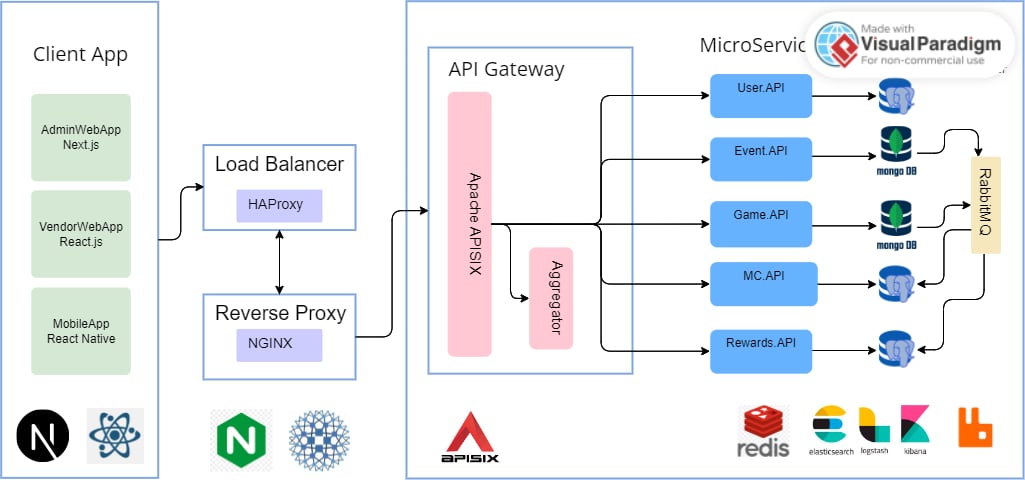 Client App
AdminWebApp
Next.js
VendorWebApp
React.js
MobileApp
React Native
Load Balancer
HAProxy
Reverse Proxy
NGINX
API Gateway
Apache APISIX
Aggregator
MicroServic
Made with
Visual Paradigm
For non-commercial use
User.API
Event.API
mongo DB
Game.API
mongo DB
MC.API
Rewards.API
RabbitMQ
N
N
APISIX
redis
elasticsearch
logstash
kibana